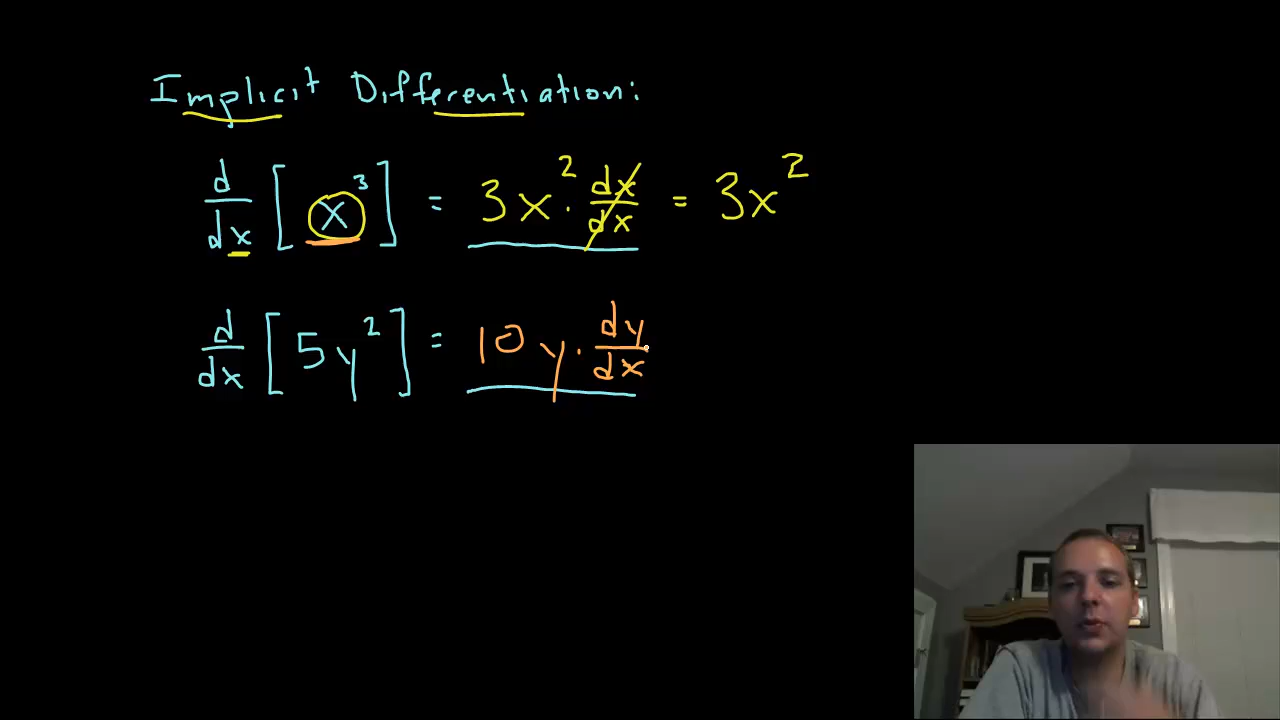 Implicit Differentiation:
d/dx [x³] = 3x² · dx/dx = 3x²
d/dx [5y²] = 10y · dy/dx